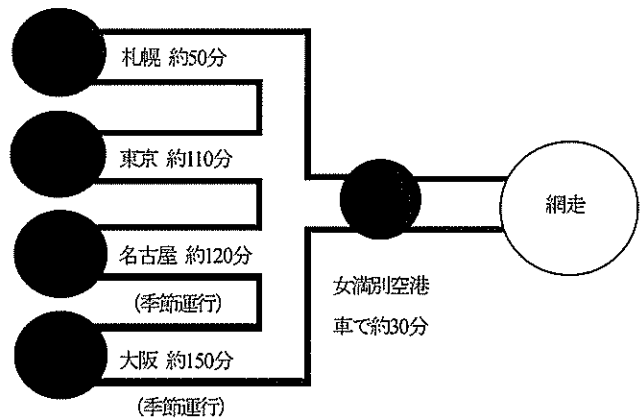 札幌 約50分
東京 約110分
名古屋 約120分
(季節運行)
大阪 約150分
(季節運行)
女満別空港
車で約30分
網走